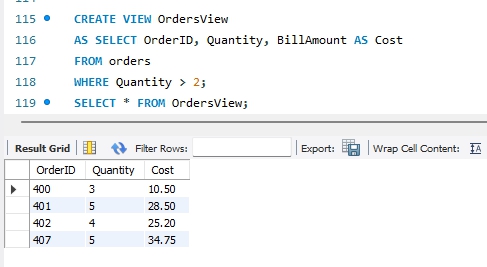 115 CREATE VIEW OrdersView
116 AS SELECT OrderID, Quantity, BillAmount AS Cost
117 FROM orders
118 WHERE Quantity > 2;
119 SELECT * FROM OrdersView;
Result Grid Filter Rows: Export: Wrap Cell Content:
OrderID Quantity Cost
400 3 10.50
401 5 28.50
402 4 25.20
407 5 34.75